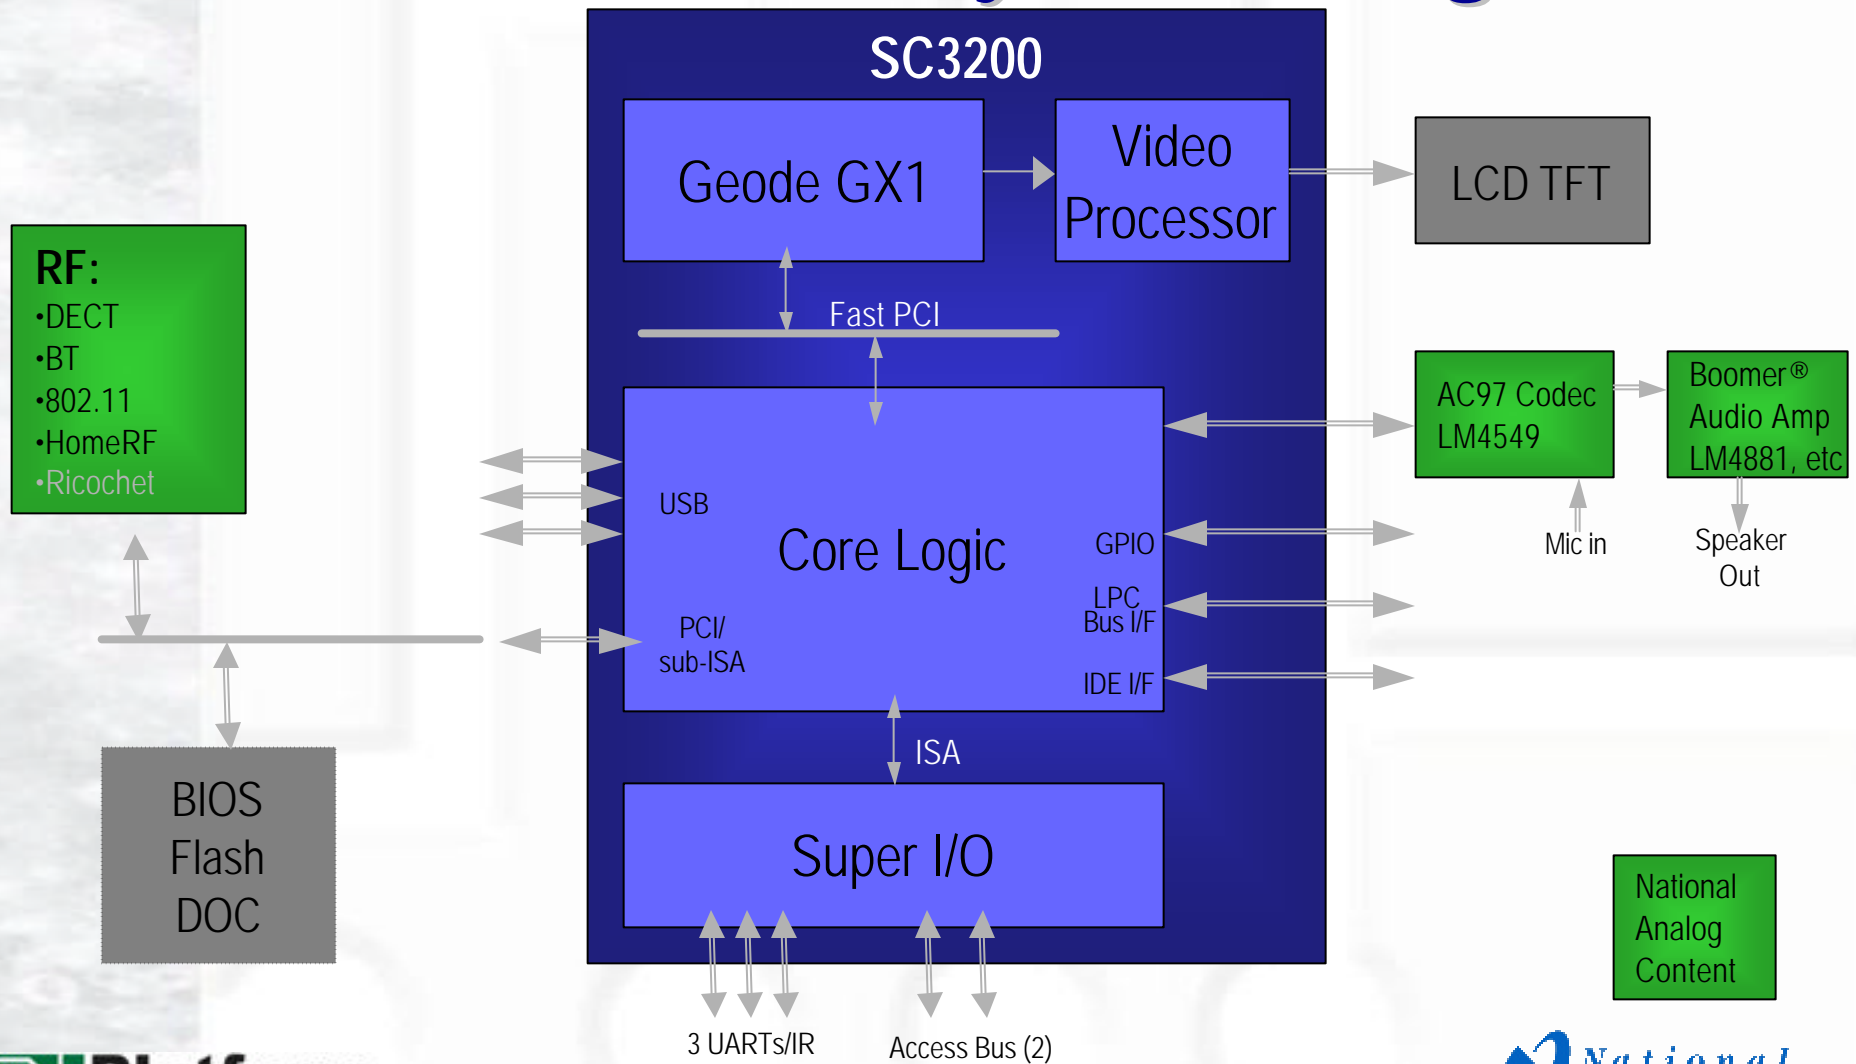 SC3200
Geode GX1
Video
Processor
LCD TFT
RF:
•DECT
•BT
•802.11
•HomeRF
•Ricochet
Fast PCI
AC97 Codec
LM4549
Boomer®
Audio Amp
LM4881, etc
Mic in
Speaker
Out
USB
Core Logic
GPIO
LPC
Bus I/F
PCI/
sub-ISA
IDE I/F
ISA
BIOS
Flash
DOC
Super I/O
National
Analog
Content
3 UARTs/IR
Access Bus (2)
National